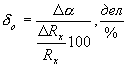 δₒ = Δα / ((ΔRₓ / Rₓ) 100), дел / %